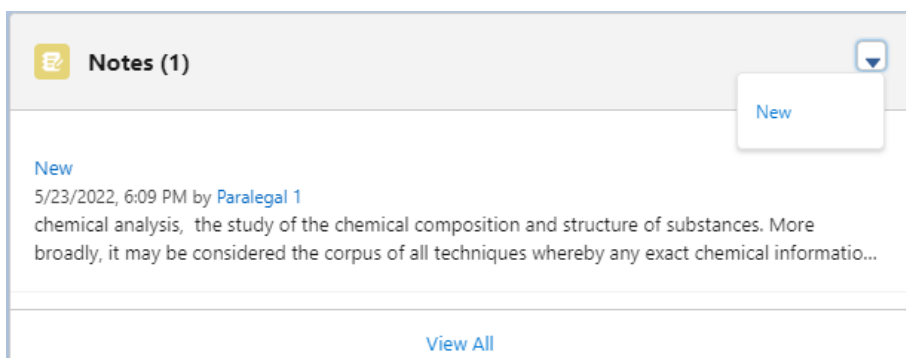 Notes (1)
New
New
5/23/2022, 6:09 PM by Paralegal 1
chemical analysis,  the study of the chemical composition and structure of substances. More
broadly, it may be considered the corpus of all techniques whereby any exact chemical informatio...
View All